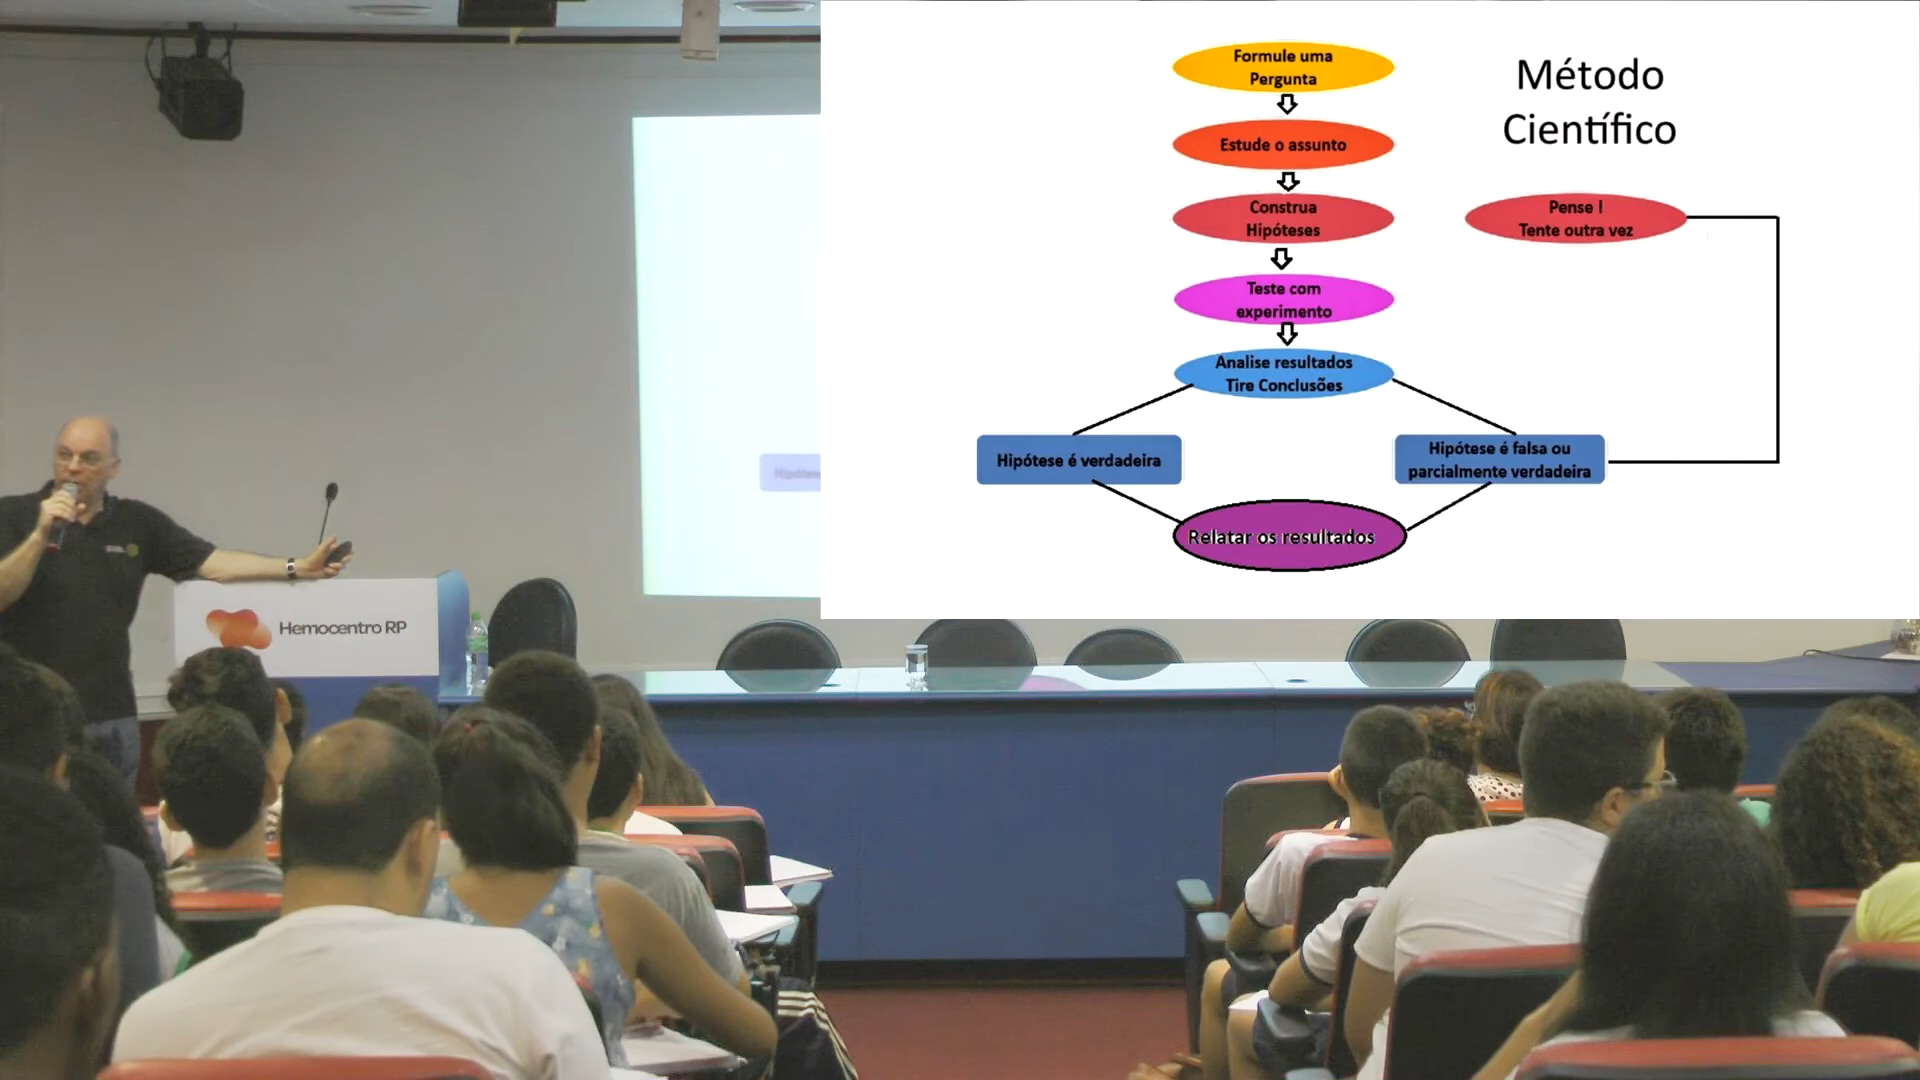 Formule uma
Pergunta
Método
Científico
Estude o assunto
Construa
Hipóteses
Pense !
Tente outra vez
Teste com
experimento
Analise resultados
Tire Conclusões
Hipótese é verdadeira
Hipótese é falsa ou
parcialmente verdadeira
Relatar os resultados
Hipótese
Hemocentro RP